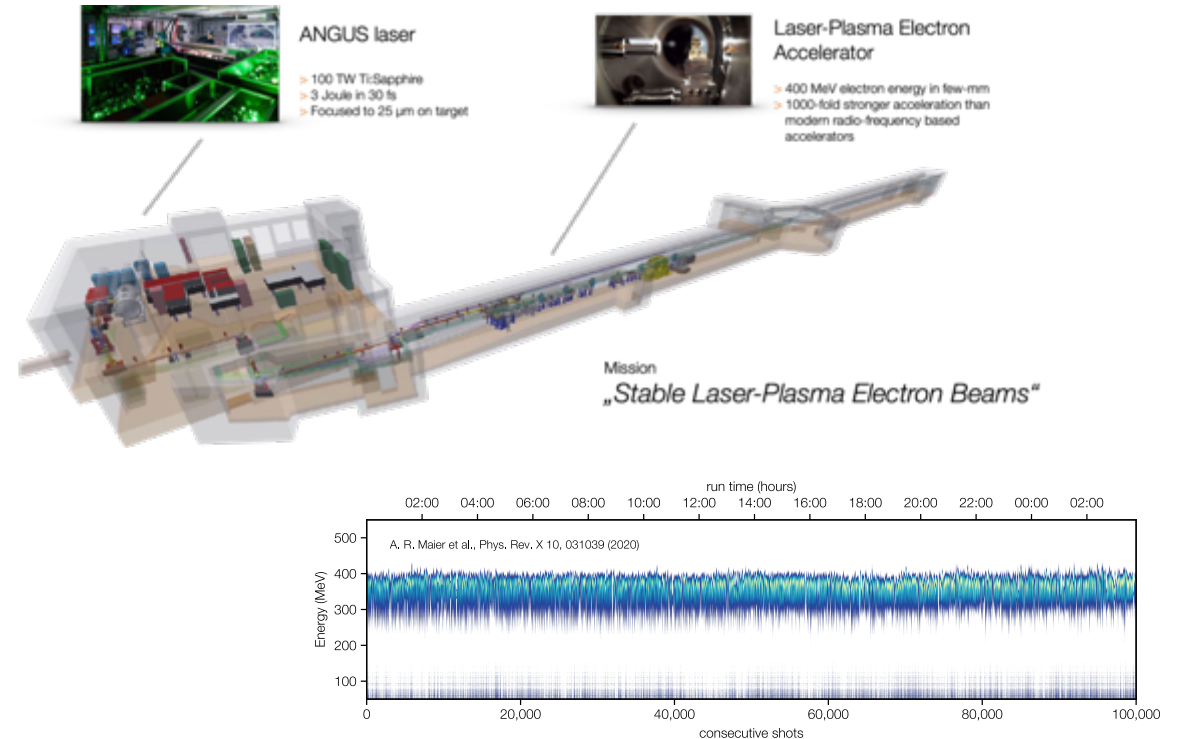 ANGUS laser
> 100 TW Ti:Sapphire
> 3 Joule in 30 fs
> Focused to 25 µm on target
Laser-Plasma Electron
Accelerator
> 400 MeV electron energy in few-mm
> 1000-fold stronger acceleration than
modern radio-frequency based
accelerators
Mission
„Stable Laser-Plasma Electron Beams“
run time (hours)
02:00 04:00 06:00 08:00 10:00 12:00 14:00 16:00 18:00 20:00 22:00 00:00 02:00
A. R. Maier et al., Phys. Rev. X 10, 031039 (2020)
Energy (MeV)
500
400
300
200
100
0 20,000 40,000 60,000 80,000 100,000
consecutive shots